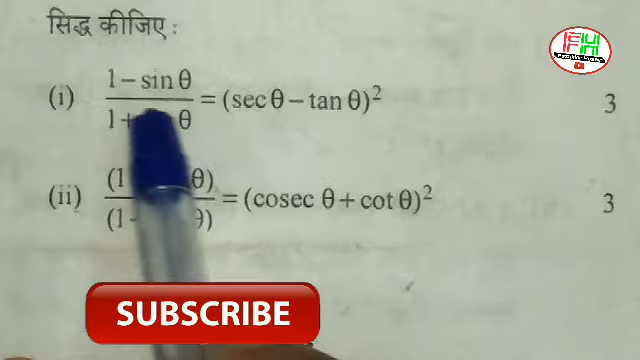 सिद्ध कीजिए :
(i) 1 – sin θ / 1 + θ = (sec θ – tan θ)² 3
(ii) (1 θ) / (1 – θ) = (cosec θ + cot θ)² 3
SUBSCRIBE